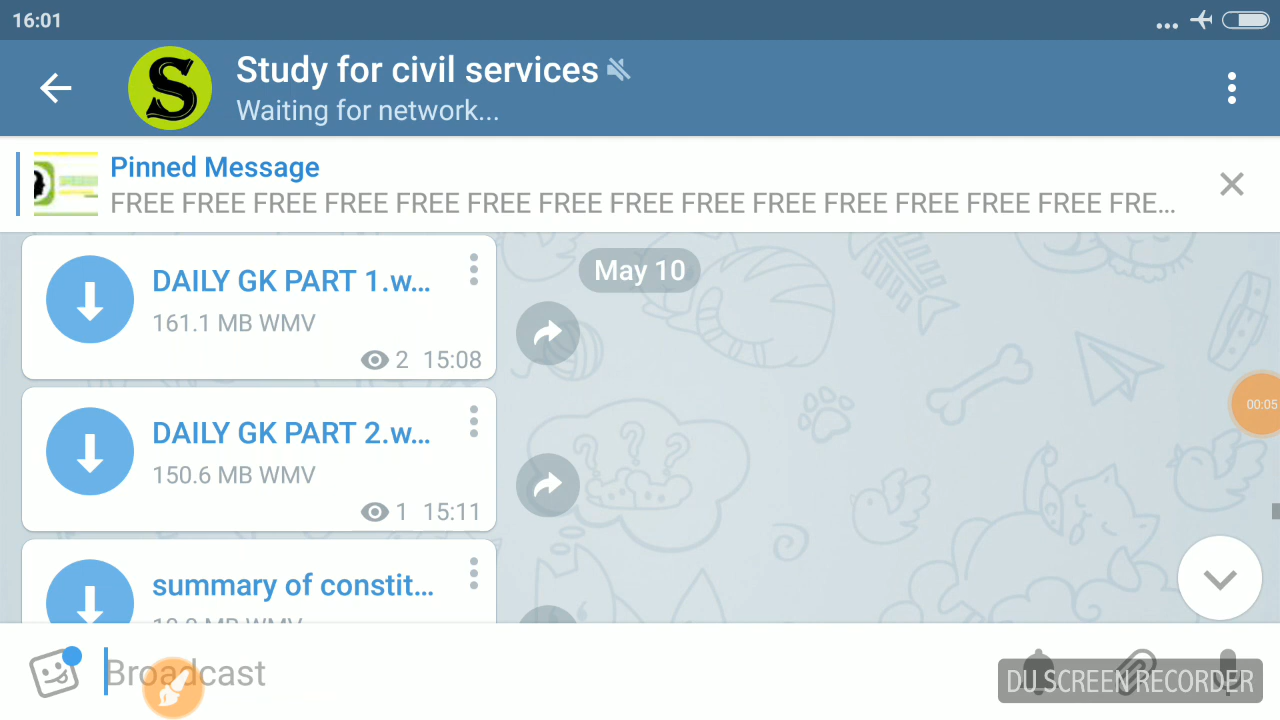 16:01
S
Study for civil services
Waiting for network...
Pinned Message
FREE FREE FREE FREE FREE FREE FREE FREE FREE FREE FREE FREE FREE FREE FRE...
May 10
DAILY GK PART 1.w...
161.1 MB WMV
2 15:08
DAILY GK PART 2.w...
150.6 MB WMV
1 15:11
00:05
summary of constit...
MB WMV
Broadcast
DU SCREEN RECORDER